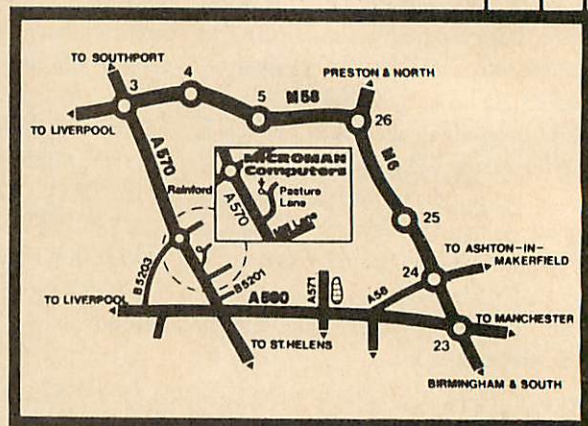 TO SOUTHPORT
3
4
5
M58
PRESTON & NORTH
26
TO LIVERPOOL
A570
M6
MICROMAN
Computers
Rainford
Pasture
Lane
A570
Mill Lane
25
TO ASHTON-IN-
MAKERFIELD
24
B5203
B5201
A571
A58
TO LIVERPOOL
A580
TO ST.HELENS
TO MANCHESTER
23
BIRMINGHAM & SOUTH